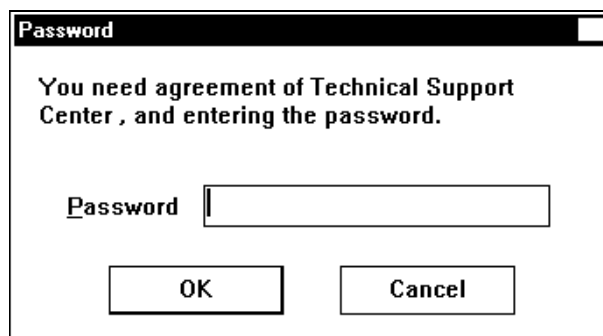 Password
You need agreement of Technical Support
Center , and entering the password.
Password
OK Cancel